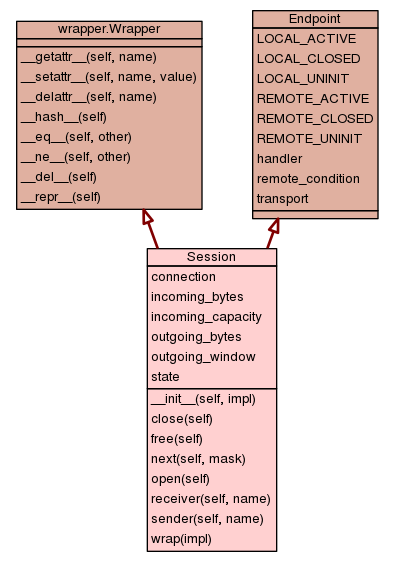 wrapper.Wrapper
__getattr__(self, name)
__setattr__(self, name, value)
__delattr__(self, name)
__hash__(self)
__eq__(self, other)
__ne__(self, other)
__del__(self)
__repr__(self)
Endpoint
LOCAL_ACTIVE
LOCAL_CLOSED
LOCAL_UNINIT
REMOTE_ACTIVE
REMOTE_CLOSED
REMOTE_UNINIT
handler
remote_condition
transport
Session
connection
incoming_bytes
incoming_capacity
outgoing_bytes
outgoing_window
state
__init__(self, impl)
close(self)
free(self)
next(self, mask)
open(self)
receiver(self, name)
sender(self, name)
wrap(impl)